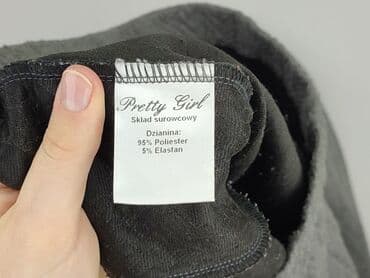 Pretty Girl
Skład surowcowy
Dzianina:
95% Poliester
5% Elastan